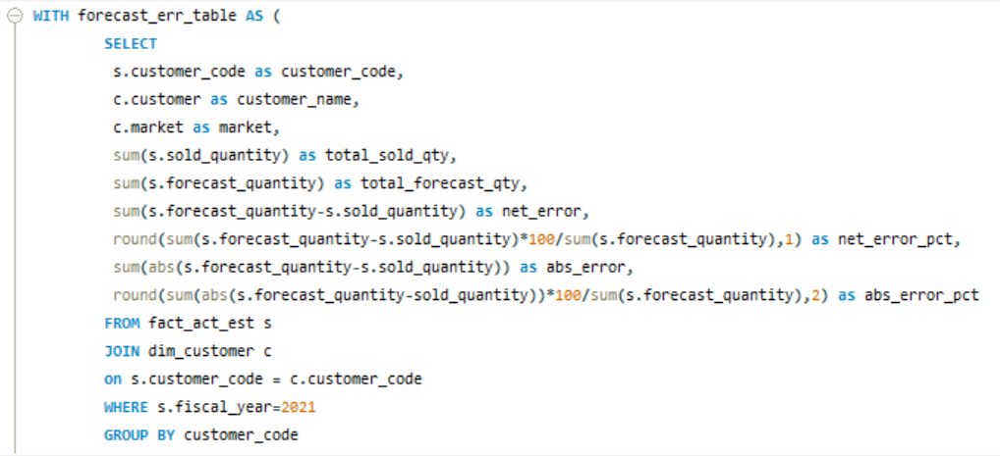 WITH forecast_err_table AS (
SELECT
s.customer_code as customer_code,
c.customer as customer_name,
c.market as market,
sum(s.sold_quantity) as total_sold_qty,
sum(s.forecast_quantity) as total_forecast_qty,
sum(s.forecast_quantity-s.sold_quantity) as net_error,
round(sum(s.forecast_quantity-s.sold_quantity)*100/sum(s.forecast_quantity),1) as net_error_pct,
sum(abs(s.forecast_quantity-s.sold_quantity)) as abs_error,
round(sum(abs(s.forecast_quantity-sold_quantity))*100/sum(s.forecast_quantity),2) as abs_error_pct
FROM fact_act_est s
JOIN dim_customer c
on s.customer_code = c.customer_code
WHERE s.fiscal_year=2021
GROUP BY customer_code